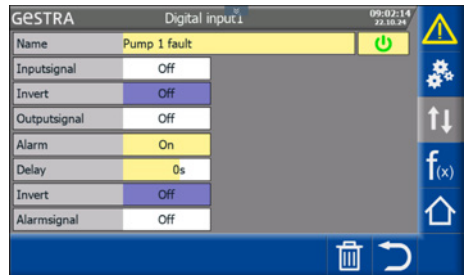 GESTRA Digital input1 09:02:14
22.10.24
Name Pump 1 fault
Inputsignal Off
Invert Off
Outputsignal Off
Alarm On
Delay 0s
Invert Off
Alarmsignal Off
f(x)